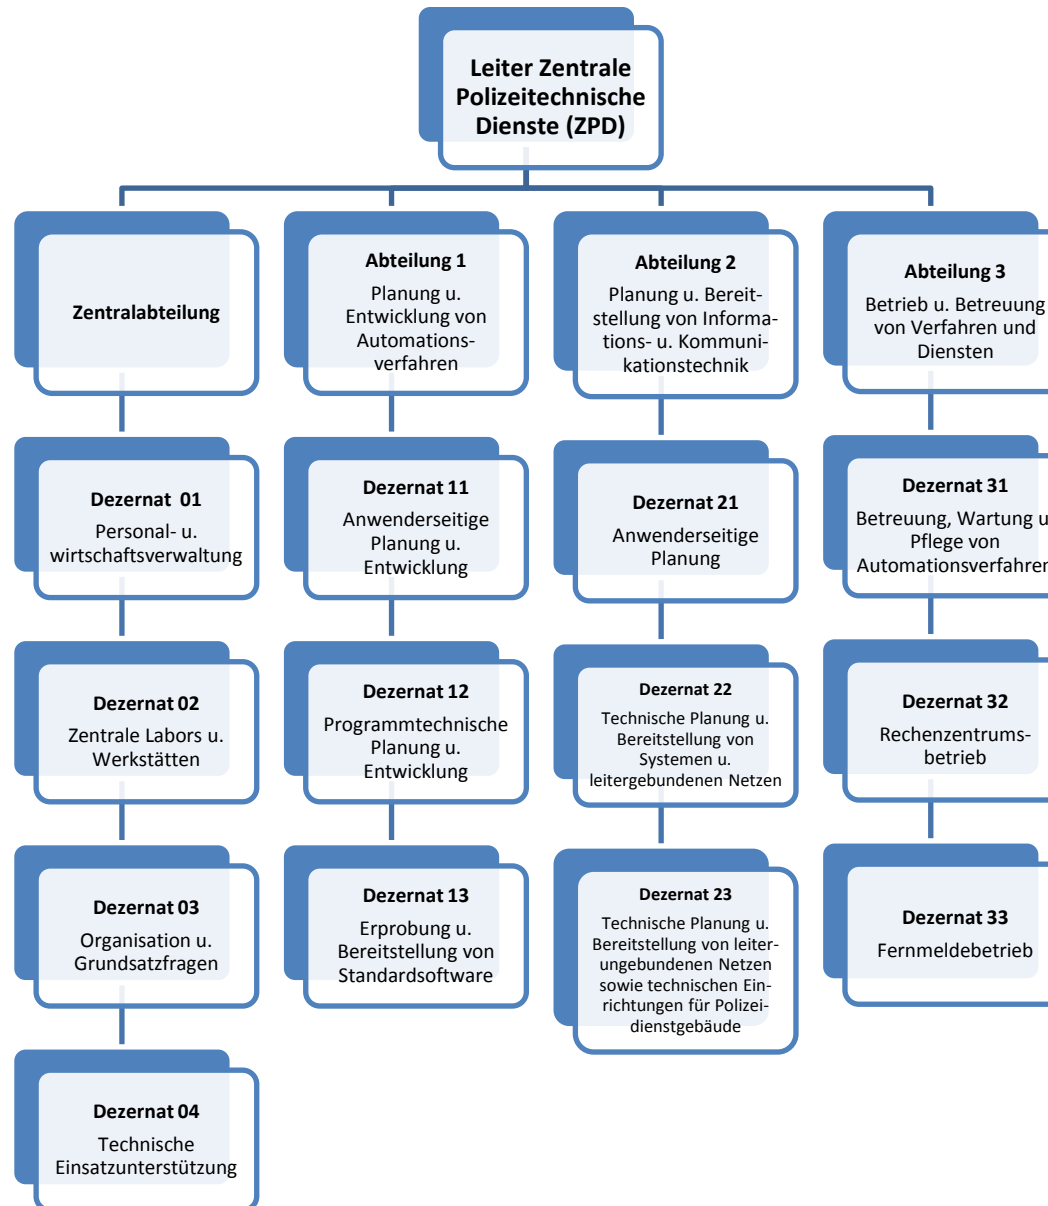 Leiter Zentrale
Polizeitechnische
Dienste (ZPD)
Zentralabteilung
Abteilung 1
Planung u.
Entwicklung von
Automations-
verfahren
Abteilung 2
Planung u. Bereit-
stellung von Informa-
tions- u. Kommuni-
kationstechnik
Abteilung 3
Betrieb u. Betreuung
von Verfahren und
Diensten
Dezernat 01
Personal- u.
wirtschaftsverwaltung
Dezernat 11
Anwenderseitige
Planung u.
Entwicklung
Dezernat 21
Anwenderseitige
Planung
Dezernat 31
Betreuung, Wartung u
Pflege von
Automationsverfahren
Dezernat 02
Zentrale Labors u.
Werkstätten
Dezernat 12
Programmtechnische
Planung u.
Entwicklung
Dezernat 22
Technische Planung u.
Bereitstellung von
Systemen u.
leitergebundenen Netzen
Dezernat 32
Rechenzentrums-
betrieb
Dezernat 03
Organisation u.
Grundsatzfragen
Dezernat 13
Erprobung u.
Bereitstellung von
Standardsoftware
Dezernat 23
Technische Planung u.
Bereitstellung von leiter-
ungebundenen Netzen
sowie technischen Ein-
richtungen für Polizei-
dienstgebäude
Dezernat 33
Fernmeldebetrieb
Dezernat 04
Technische
Einsatzunterstützung